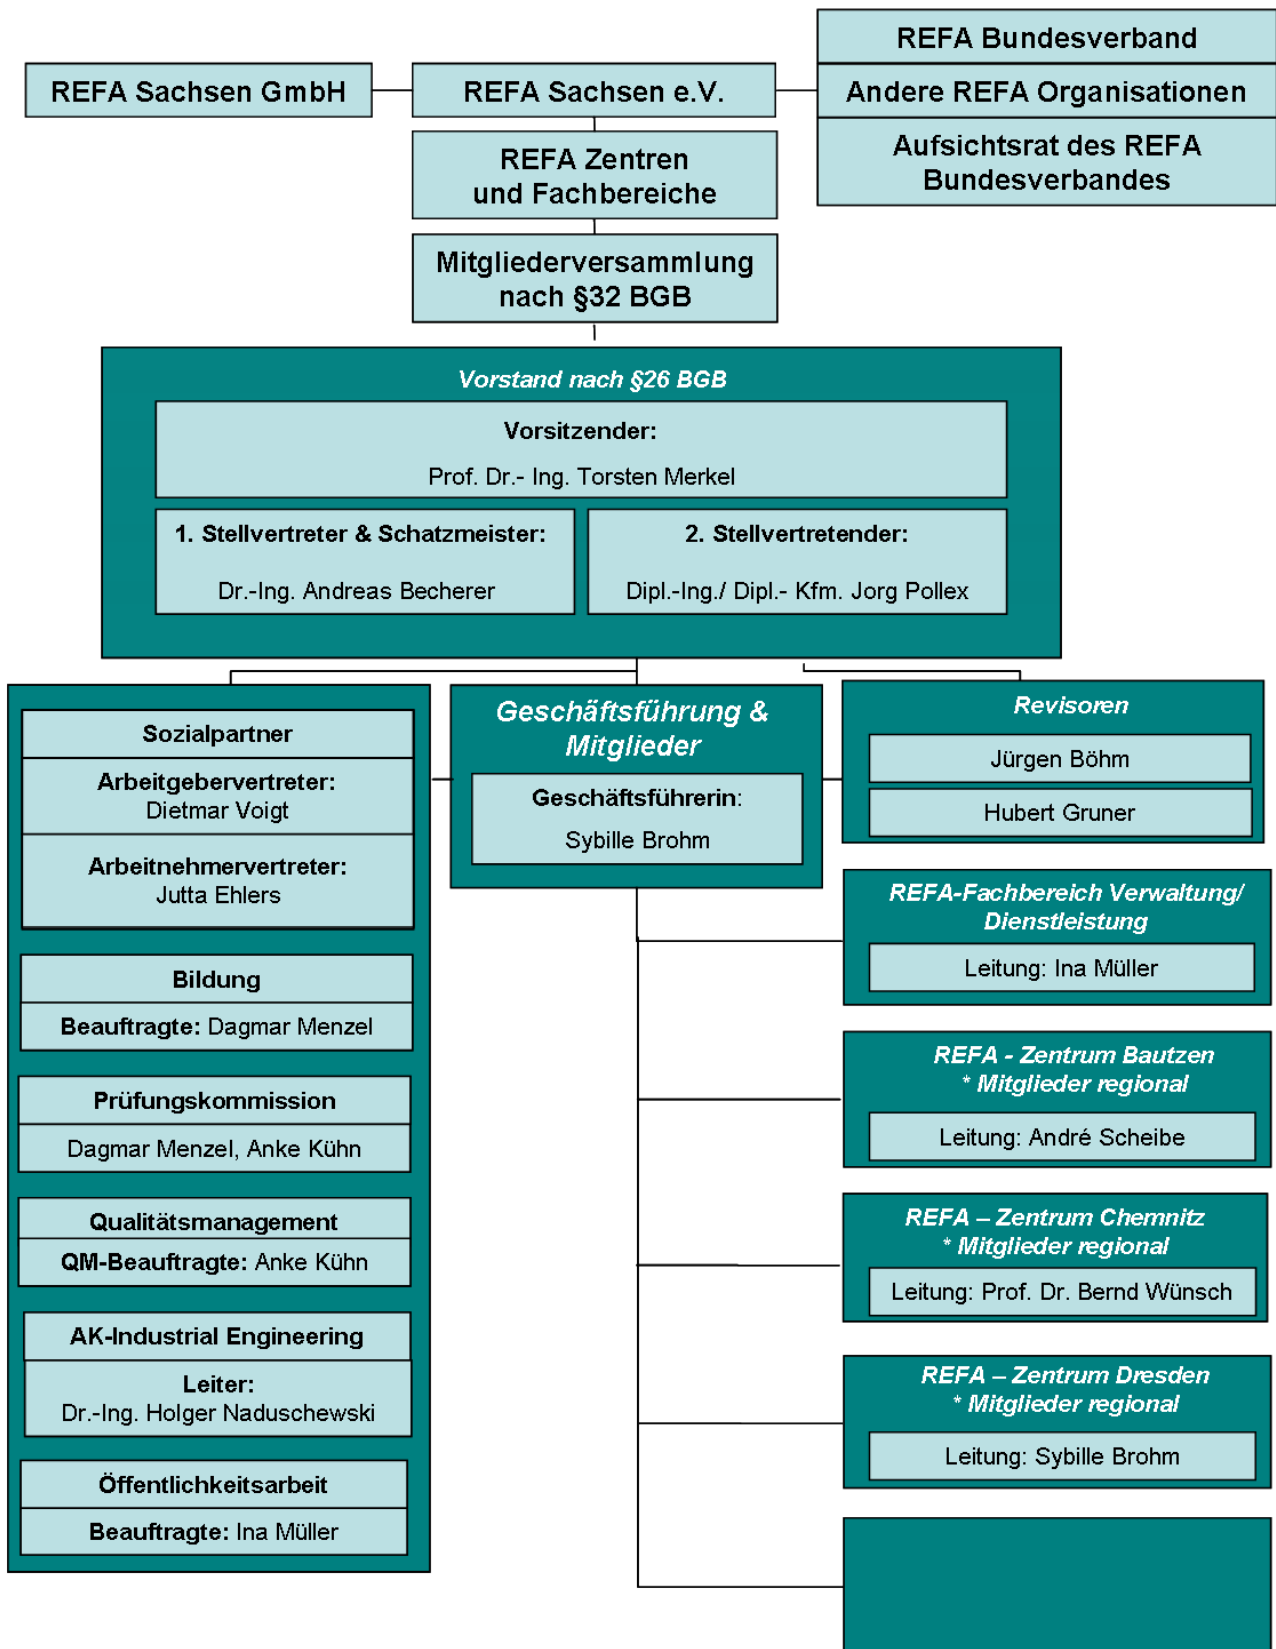 REFA Sachsen GmbH
REFA Sachsen e.V.
REFA Bundesverband
Andere REFA Organisationen
Aufsichtsrat des REFA
Bundesverbandes
REFA Zentren
und Fachbereiche
Mitgliederversammlung
nach §32 BGB
Vorstand nach §26 BGB
Vorsitzender:
Prof. Dr.- Ing. Torsten Merkel
1. Stellvertreter & Schatzmeister:
Dr.-Ing. Andreas Becherer
2. Stellvertretender:
Dipl.-Ing./ Dipl.- Kfm. Jorg Pollex
Sozialpartner
Arbeitgebervertreter:
Dietmar Voigt
Arbeitnehmervertreter:
Jutta Ehlers
Bildung
Beauftragte: Dagmar Menzel
Prüfungskommission
Dagmar Menzel, Anke Kühn
Qualitätsmanagement
QM-Beauftragte: Anke Kühn
AK-Industrial Engineering
Leiter:
Dr.-Ing. Holger Naduschewski
Öffentlichkeitsarbeit
Beauftragte: Ina Müller
Geschäftsführung &
Mitglieder
Geschäftsführerin:
Sybille Brohm
Revisoren
Jürgen Böhm
Hubert Gruner
REFA-Fachbereich Verwaltung/
Dienstleistung
Leitung: Ina Müller
REFA - Zentrum Bautzen
* Mitglieder regional
Leitung: André Scheibe
REFA – Zentrum Chemnitz
* Mitglieder regional
Leitung: Prof. Dr. Bernd Wünsch
REFA – Zentrum Dresden
* Mitglieder regional
Leitung: Sybille Brohm